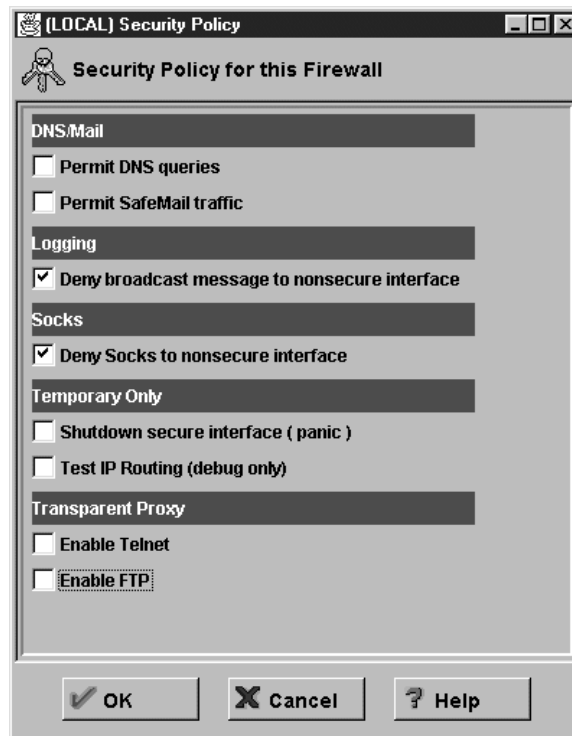 (LOCAL) Security Policy
Security Policy for this Firewall
DNS/Mail
Permit DNS queries
Permit SafeMail traffic
Logging
Deny broadcast message to nonsecure interface
Socks
Deny Socks to nonsecure interface
Temporary Only
Shutdown secure interface ( panic )
Test IP Routing (debug only)
Transparent Proxy
Enable Telnet
Enable FTP
OK
Cancel
? Help